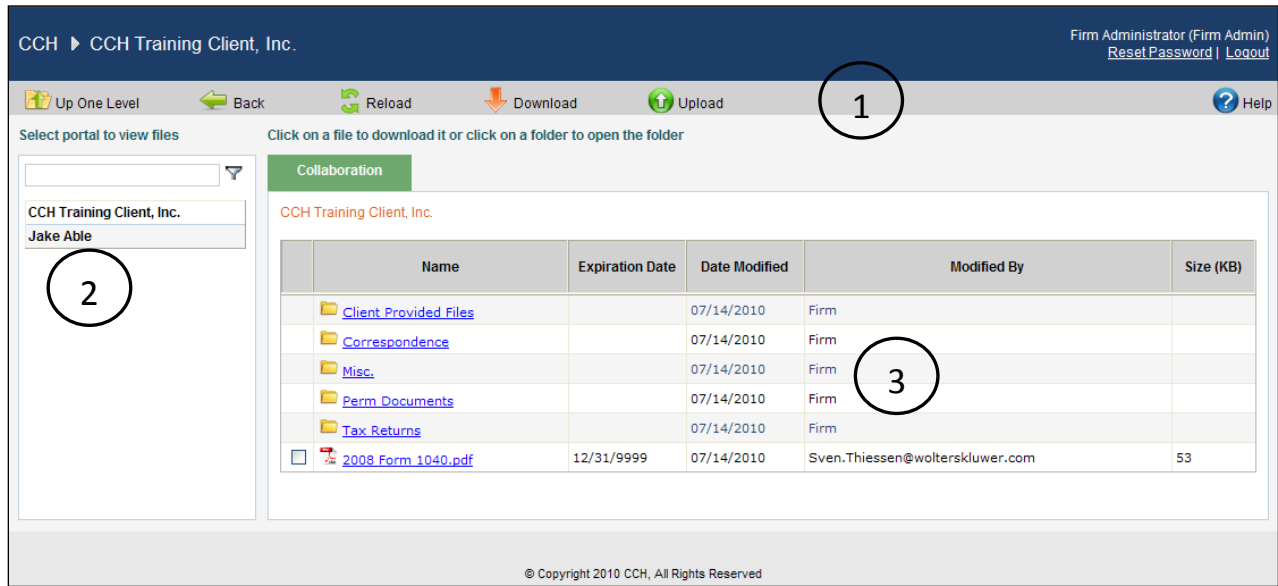 CCH ▶ CCH Training Client, Inc.
Firm Administrator (Firm Admin)
Reset Password | Logout
Up One Level Back Reload Download Upload 1 Help
Select portal to view files
Click on a file to download it or click on a folder to open the folder
Collaboration
CCH Training Client, Inc.
Jake Able
2
CCH Training Client, Inc.
Name Expiration Date Date Modified Modified By Size (KB)
Client Provided Files 07/14/2010 Firm
Correspondence 07/14/2010 Firm
Misc. 07/14/2010 Firm
3
Perm Documents 07/14/2010 Firm
Tax Returns 07/14/2010 Firm
2008 Form 1040.pdf 12/31/9999 07/14/2010 Sven.Thiessen@wolterskluwer.com 53
© Copyright 2010 CCH, All Rights Reserved